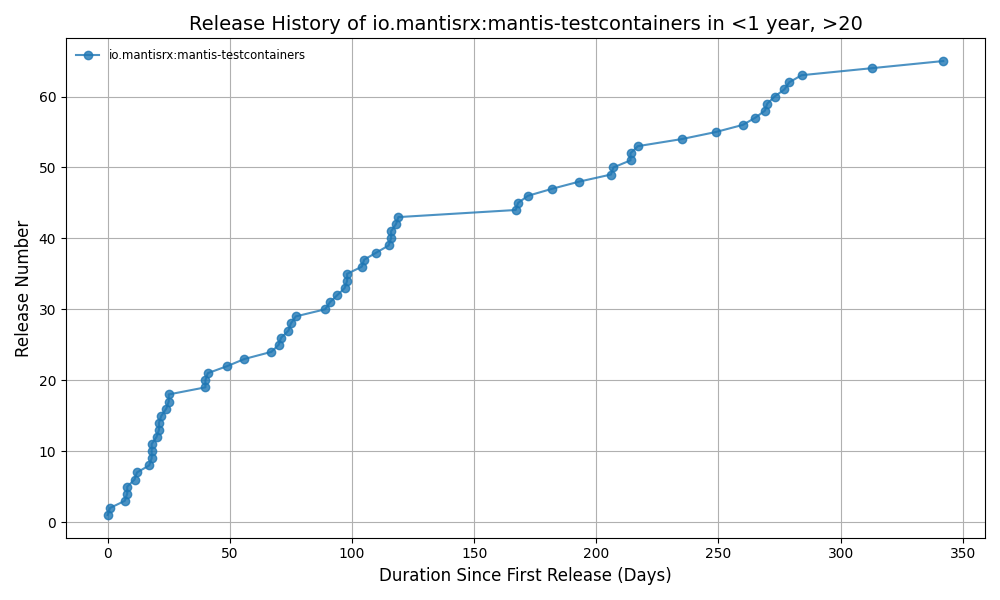 Release History of io.mantisrx:mantis-testcontainers in <1 year, >20
io.mantisrx:mantis-testcontainers
60
50
40
30
20
10
0
Release Number
0 50 100 150 200 250 300 350
Duration Since First Release (Days)